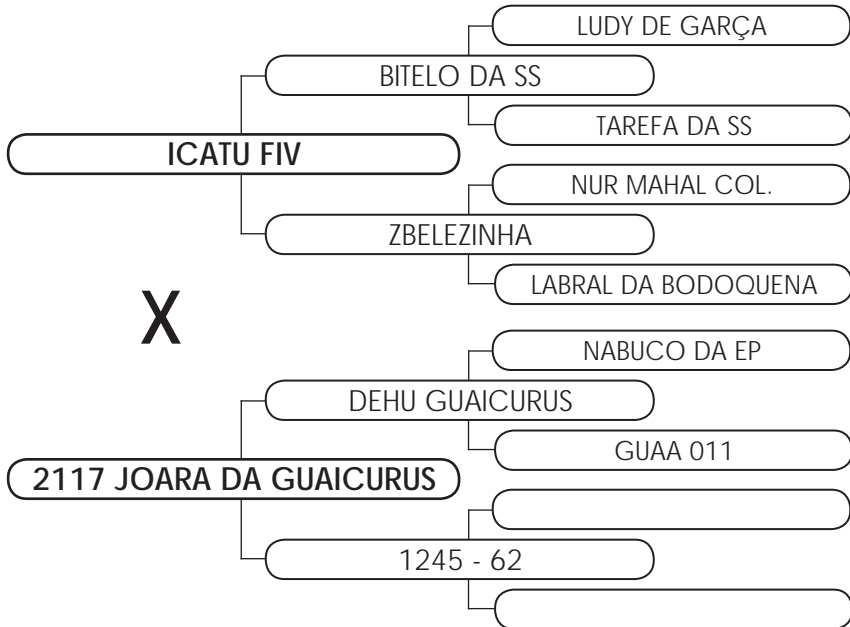 LUDY DE GARÇA
BITELO DA SS
TAREFA DA SS
ICATU FIV
NUR MAHAL COL.
ZBELEZINHA
LABRAL DA BODOQUENA
X
NABUCO DA EP
DEHU GUAICURUS
GUAA 011
2117 JOARA DA GUAICURUS
1245 - 62